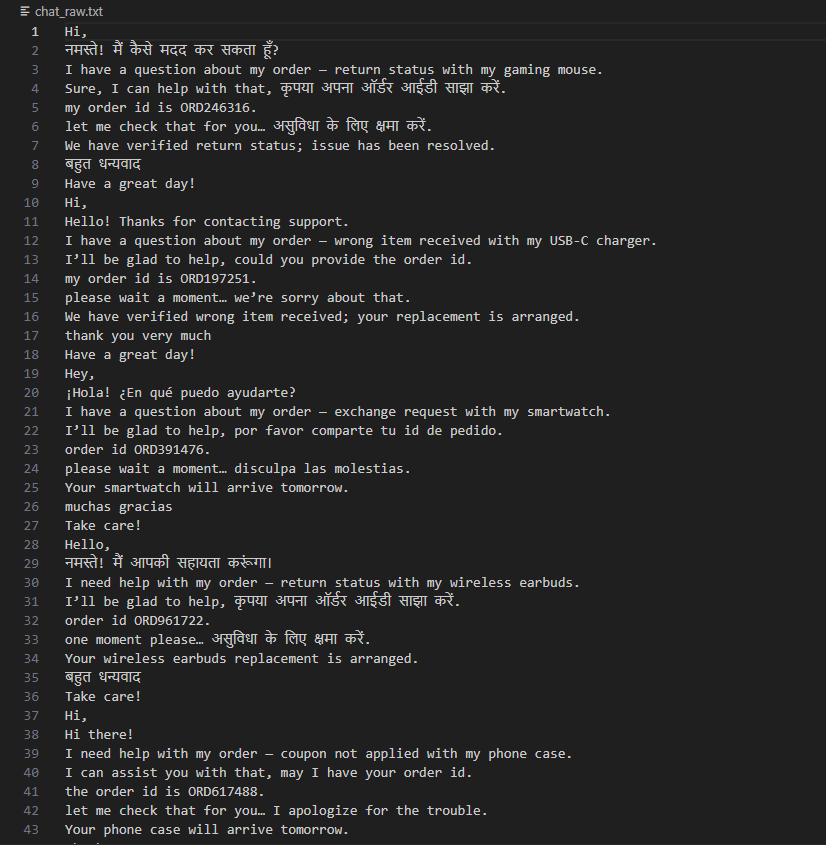 chat_raw.txt
1 Hi,
2 नमस्ते! मैं कैसे मदद कर सकता हूँ?
3 I have a question about my order – return status with my gaming mouse.
4 Sure, I can help with that, कृपया अपना ऑर्डर आईडी साझा करें.
5 my order id is ORD246316.
6 let me check that for you… असुविधा के लिए क्षमा करें.
7 We have verified return status; issue has been resolved.
8 बहुत धन्यवाद
9 Have a great day!
10 Hi,
11 Hello! Thanks for contacting support.
12 I have a question about my order – wrong item received with my USB-C charger.
13 I’ll be glad to help, could you provide the order id.
14 my order id is ORD197251.
15 please wait a moment… we’re sorry about that.
16 We have verified wrong item received; your replacement is arranged.
17 thank you very much
18 Have a great day!
19 Hey,
20 ¡Hola! ¿En qué puedo ayudarte?
21 I have a question about my order – exchange request with my smartwatch.
22 I’ll be glad to help, por favor comparte tu id de pedido.
23 order id ORD391476.
24 please wait a moment… disculpa las molestias.
25 Your smartwatch will arrive tomorrow.
26 muchas gracias
27 Take care!
28 Hello,
29 नमस्ते! मैं आपकी सहायता करूंगा।
30 I need help with my order – return status with my wireless earbuds.
31 I’ll be glad to help, कृपया अपना ऑर्डर आईडी साझा करें.
32 order id ORD961722.
33 one moment please… असुविधा के लिए क्षमा करें.
34 Your wireless earbuds replacement is arranged.
35 बहुत धन्यवाद
36 Take care!
37 Hi,
38 Hi there!
39 I need help with my order – coupon not applied with my phone case.
40 I can assist you with that, may I have your order id.
41 the order id is ORD617488.
42 let me check that for you… I apologize for the trouble.
43 Your phone case will arrive tomorrow.